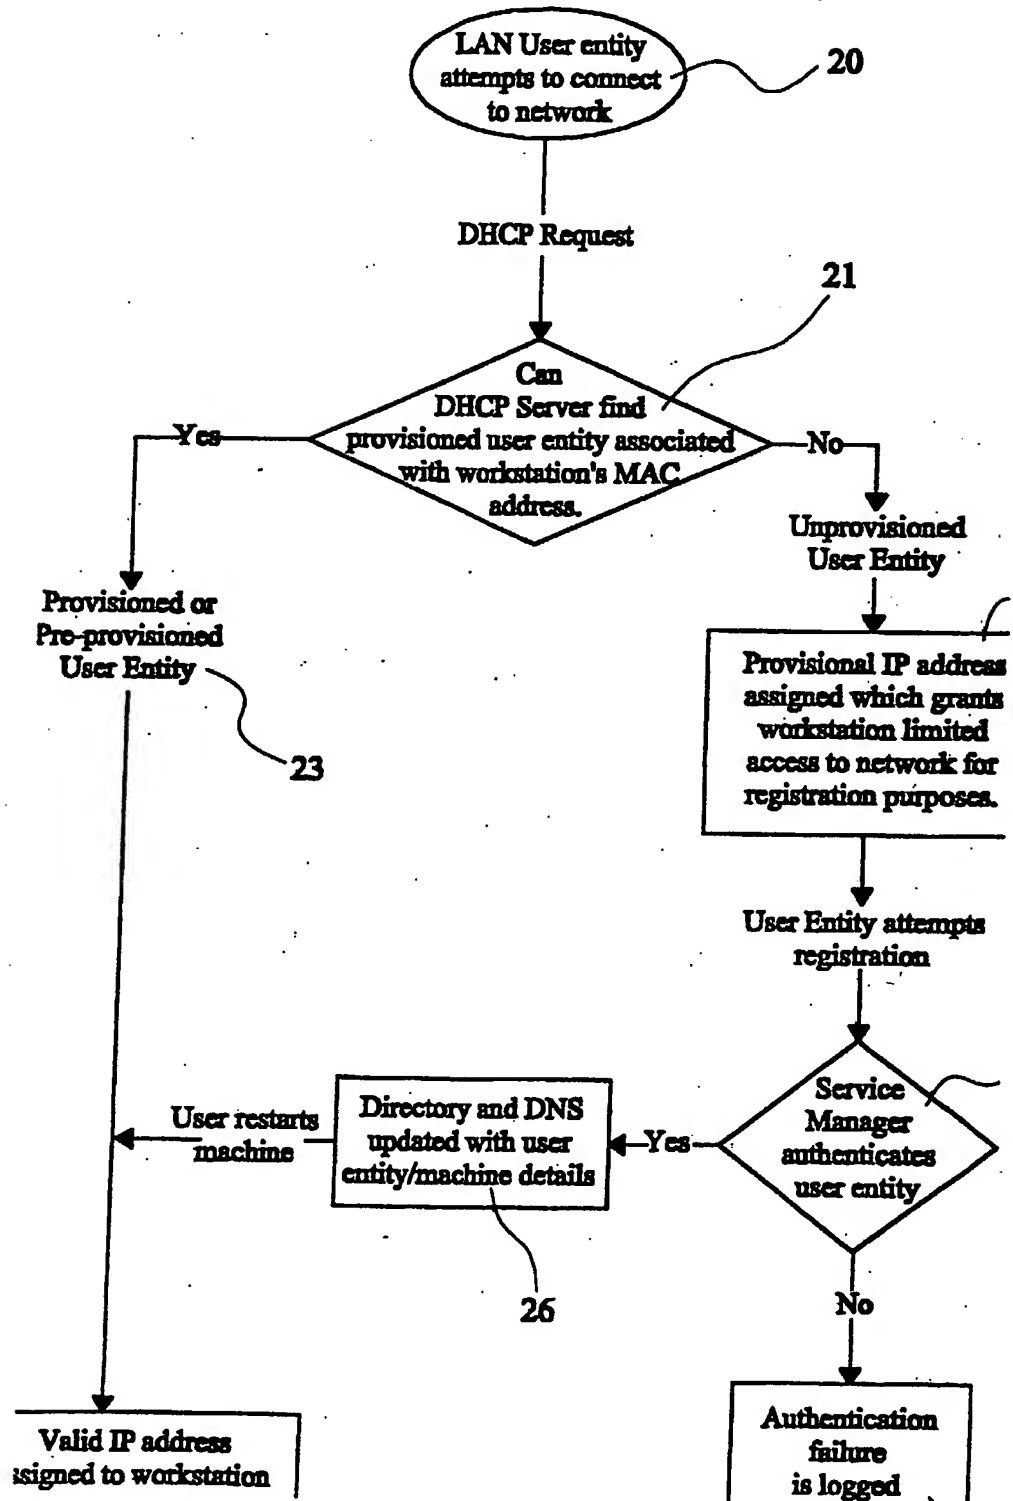 LAN User entity
attempts to connect
to network
20
DHCP Request
21
Can
DHCP Server find
provisioned user entity associated
with workstation's MAC
address.
Yes
No
Unprovisioned
User Entity
Provisioned or
Pre-provisioned
User Entity
23
Provisional IP address
assigned which grants
workstation limited
access to network for
registration purposes.
User Entity attempts
registration
Service
Manager
authenticates
user entity
Yes
Directory and DNS
updated with user
entity/machine details
User restarts
machine
26
No
Valid IP address
ssigned to workstation
Authentication
failure
is logged